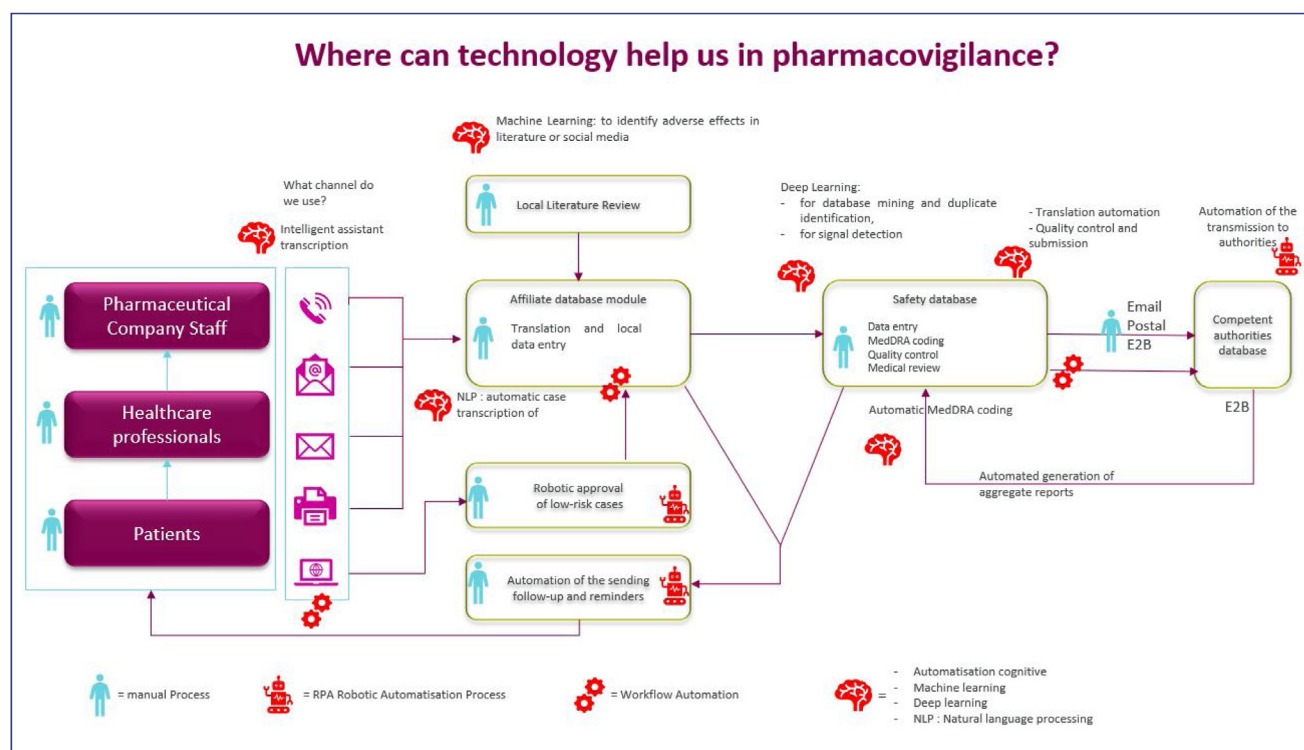 Where can technology help us in pharmacovigilance?
Machine Learning: to identify adverse effects in
literature or social media
What channel do
we use?
Intelligent assistant
transcription
Local Literature Review
Deep Learning:
- for database mining and duplicate
identification,
- for signal detection
- Translation automation
- Quality control and
submission
Automation of the
transmission to
authorities
Pharmaceutical
Company Staff
Healthcare
professionals
Patients
@
Affiliate database module
Translation and local
data entry
NLP : automatic case
transcription of
Safety database
Data entry
MedDRA coding
Quality control
Medical review
Email
Postal
E2B
Competent
authorities
database
Automatic MedDRA coding
E2B
Automated generation of
aggregate reports
Robotic approval
of low-risk cases
Automation of the sending
follow-up and reminders
= manual Process
= RPA Robotic Automatisation Process
= Workflow Automation
=
- Automatisation cognitive
- Machine learning
- Deep learning
- NLP : Natural language processing